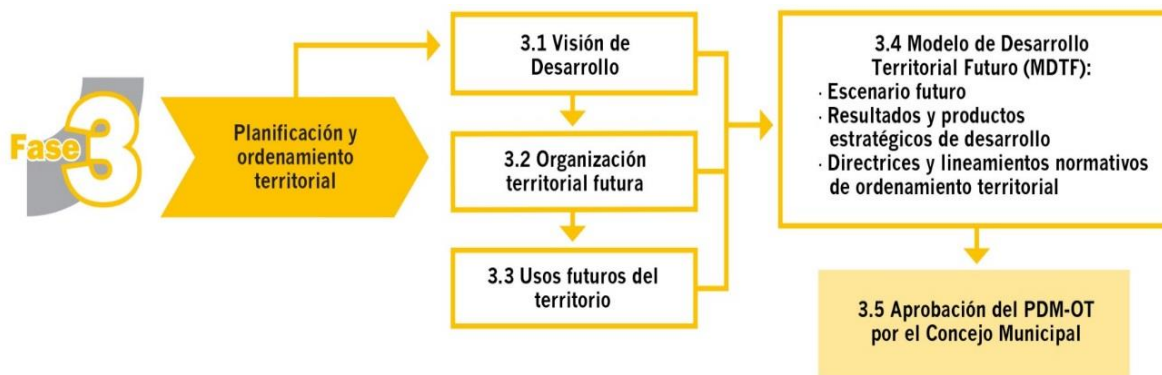 Fase 3
Planificación y
ordenamiento
territorial
3.1 Visión de
Desarrollo
3.2 Organización
territorial futura
3.3 Usos futuros del
territorio
3.4 Modelo de Desarrollo
Territorial Futuro (MDTF):
· Escenario futuro
· Resultados y productos
estratégicos de desarrollo
· Directrices y lineamientos normativos
de ordenamiento territorial
3.5 Aprobación del PDM-OT
por el Concejo Municipal